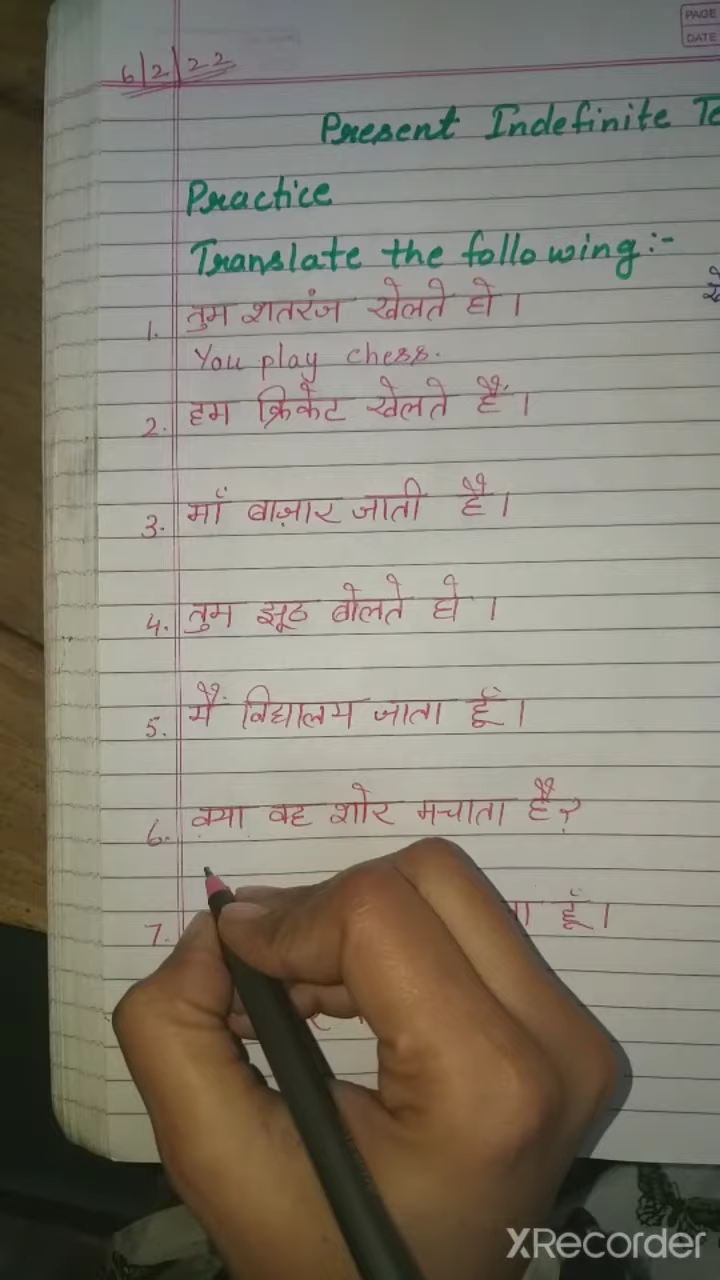 PAGE
DATE
6/2/22
Present Indefinite Te
Practice
Translate the following:-
1. तुम शतरंज खेलते हो।
You play chess.
2. हम क्रिकेट खेलते हैं।
3. माँ बाज़ार जाती है।
4. तुम झूठ बोलते हो।
5. मैं विद्यालय जाता हूँ।
6. क्या वह शोर मचाता है?
7. हूँ।
XRecorder